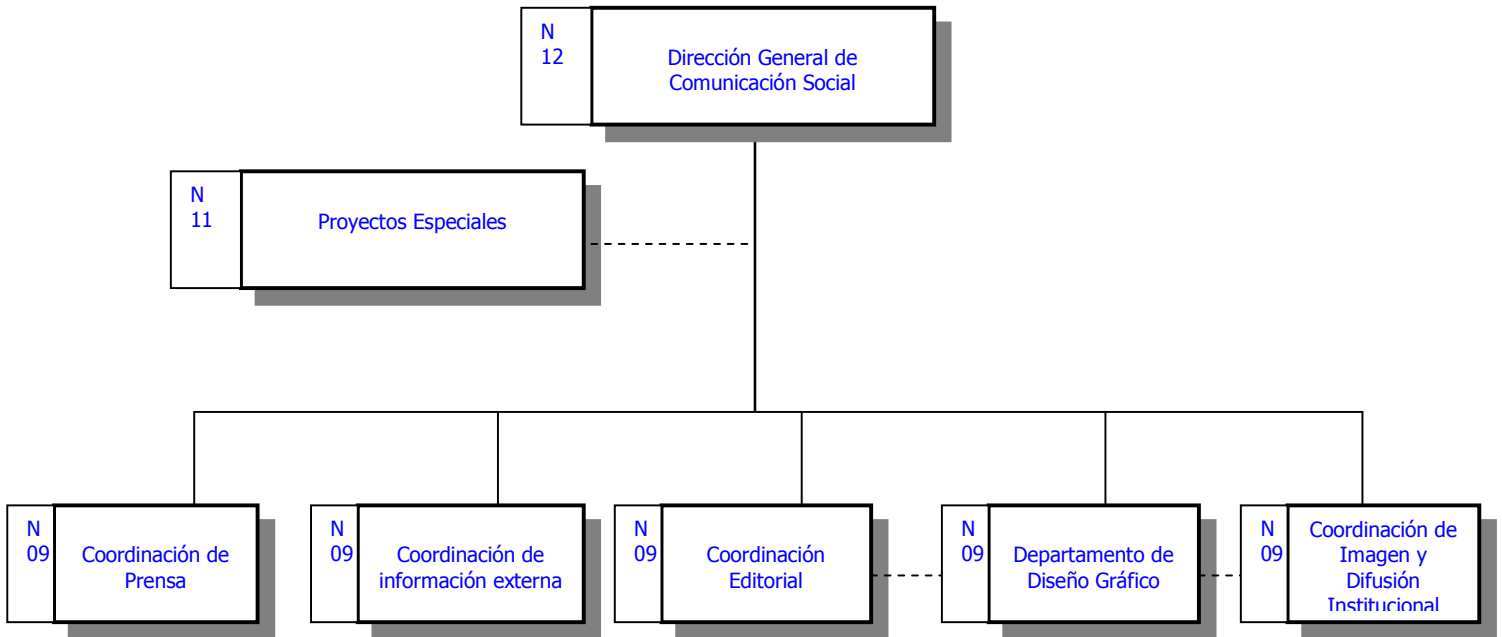 N
12
Dirección General de
Comunicación Social
N
11
Proyectos Especiales
N
09
Coordinación de
Prensa
N
09
Coordinación de
información externa
N
09
Coordinación
Editorial
N
09
Departamento de
Diseño Gráfico
N
09
Coordinación de
Imagen y
Difusión
Institucional